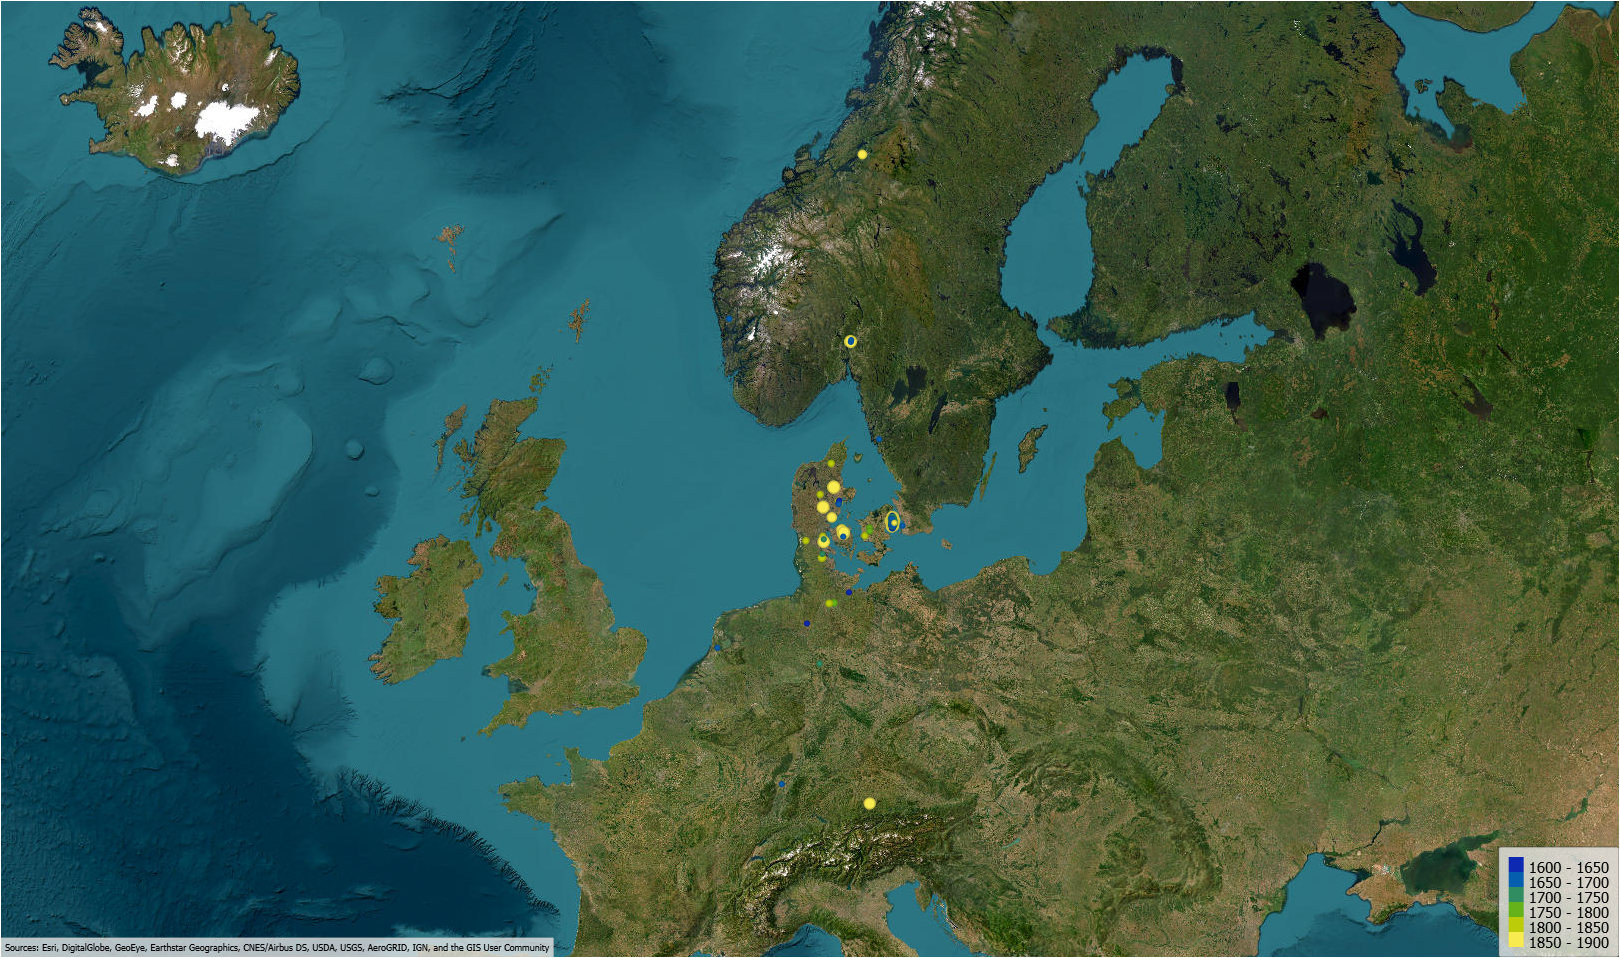 1600 - 1650
1650 - 1700
1700 - 1750
1750 - 1800
1800 - 1850
1850 - 1900
Sources: Esri, DigitalGlobe, GeoEye, Earthstar Geographics, CNES/Airbus DS, USDA, USGS, AeroGRID, IGN, and the GIS User Community